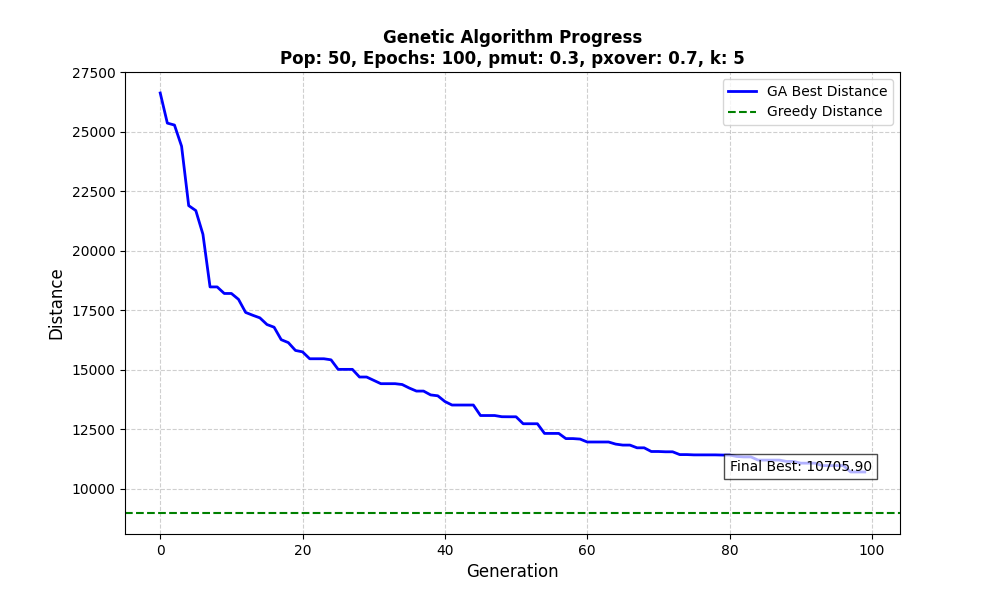 Genetic Algorithm Progress
Pop: 50, Epochs: 100, pmut: 0.3, pxover: 0.7, k: 5
27500
25000
22500
20000
17500
15000
12500
10000
Distance
GA Best Distance
Greedy Distance
Final Best: 10705.90
0
20
40
60
80
100
Generation